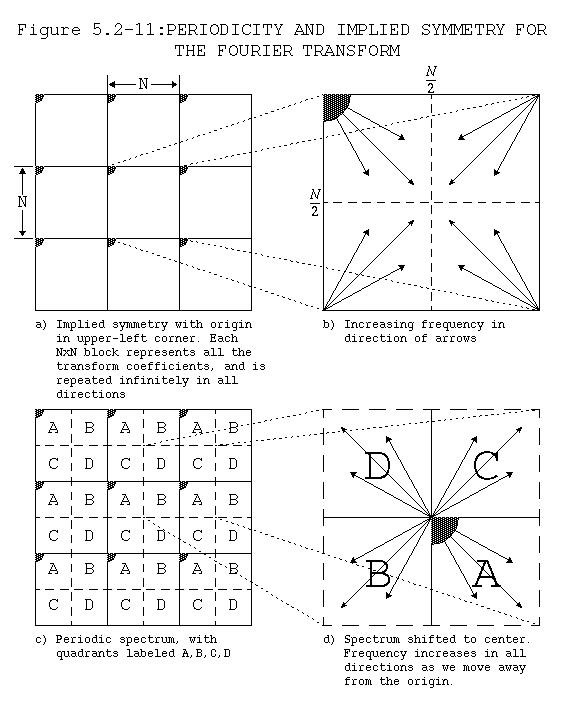 Figure 5.2-11:PERIODICITY AND IMPLIED SYMMETRY FOR
THE FOURIER TRANSFORM
N
N
N/2
N/2
a) Implied symmetry with origin
in upper-left corner. Each
NxN block represents all the
transform coefficients, and is
repeated infinitely in all
directions
b) Increasing frequency in
direction of arrows
A B A B A B
C D C D C D
A B A B A B
C D C D C D
A B A B A B
C D C D C D
D C
B A
c) Periodic spectrum, with
quadrants labeled A,B,C,D
d) Spectrum shifted to center.
Frequency increases in all
directions as we move away
from the origin.